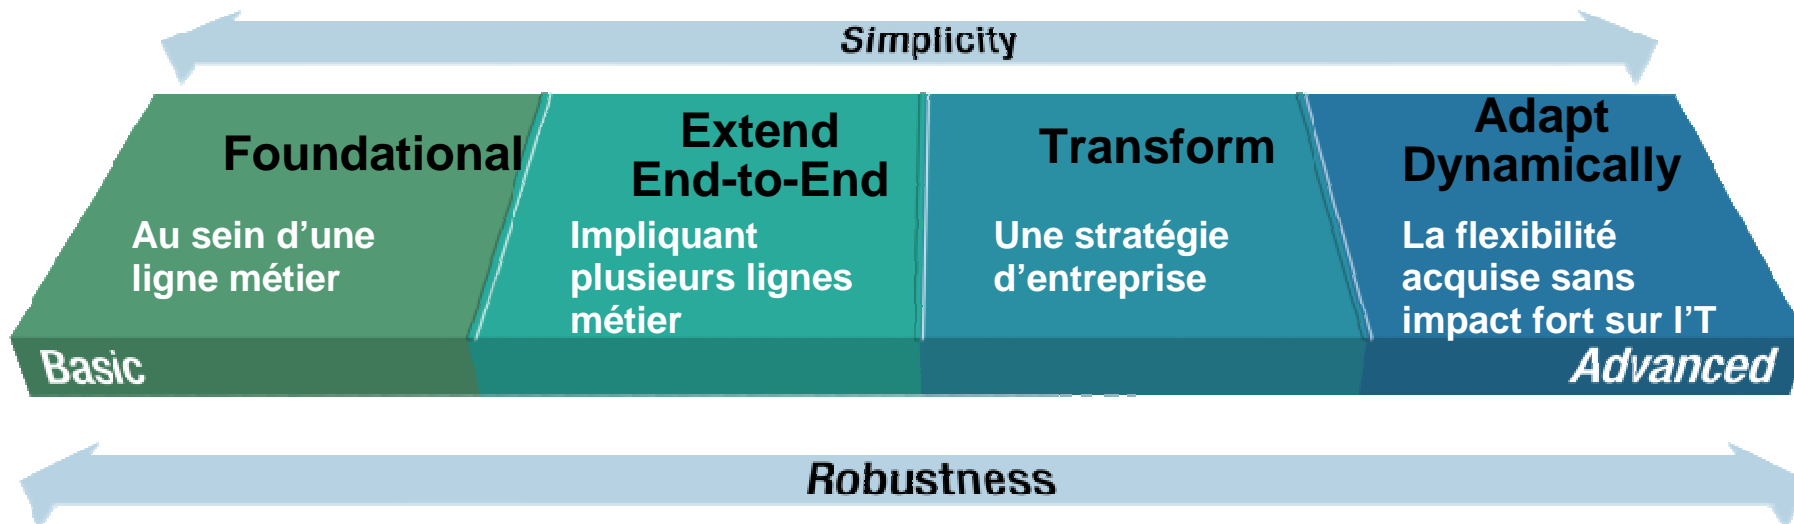 Simplicity
Foundational
Extend
End-to-End
Transform
Adapt
Dynamically
Au sein d’une
ligne métier
Impliquant
plusieurs lignes
métier
Une stratégie
d’entreprise
La flexibilité
acquise sans
impact fort sur l’T
Basic
Advanced
Robustness